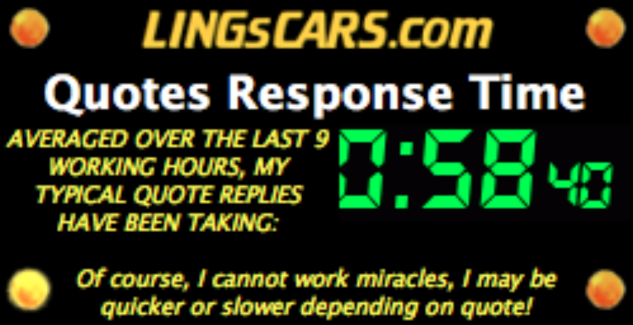 LINGsCARS.com
Quotes Response Time
AVERAGED OVER THE LAST 9
WORKING HOURS, MY
TYPICAL QUOTE REPLIES
HAVE BEEN TAKING:
0:58 40
Of course, I cannot work miracles, I may be
quicker or slower depending on quote!